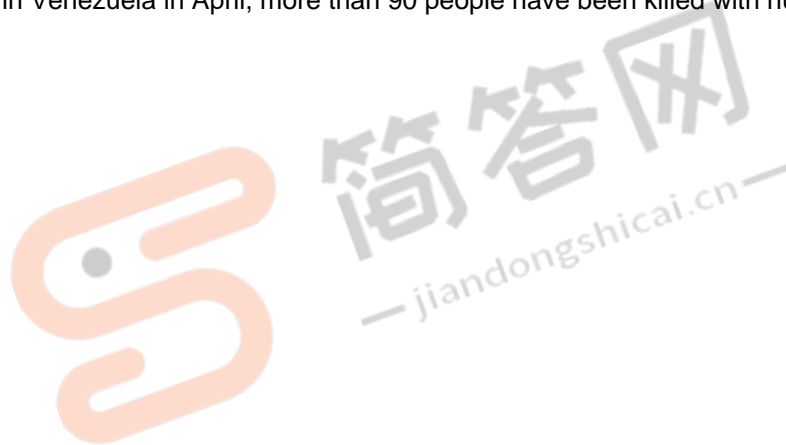 in Venezuela in April, more than 90 people have been killed with
简答网
jiandongshicai.cn